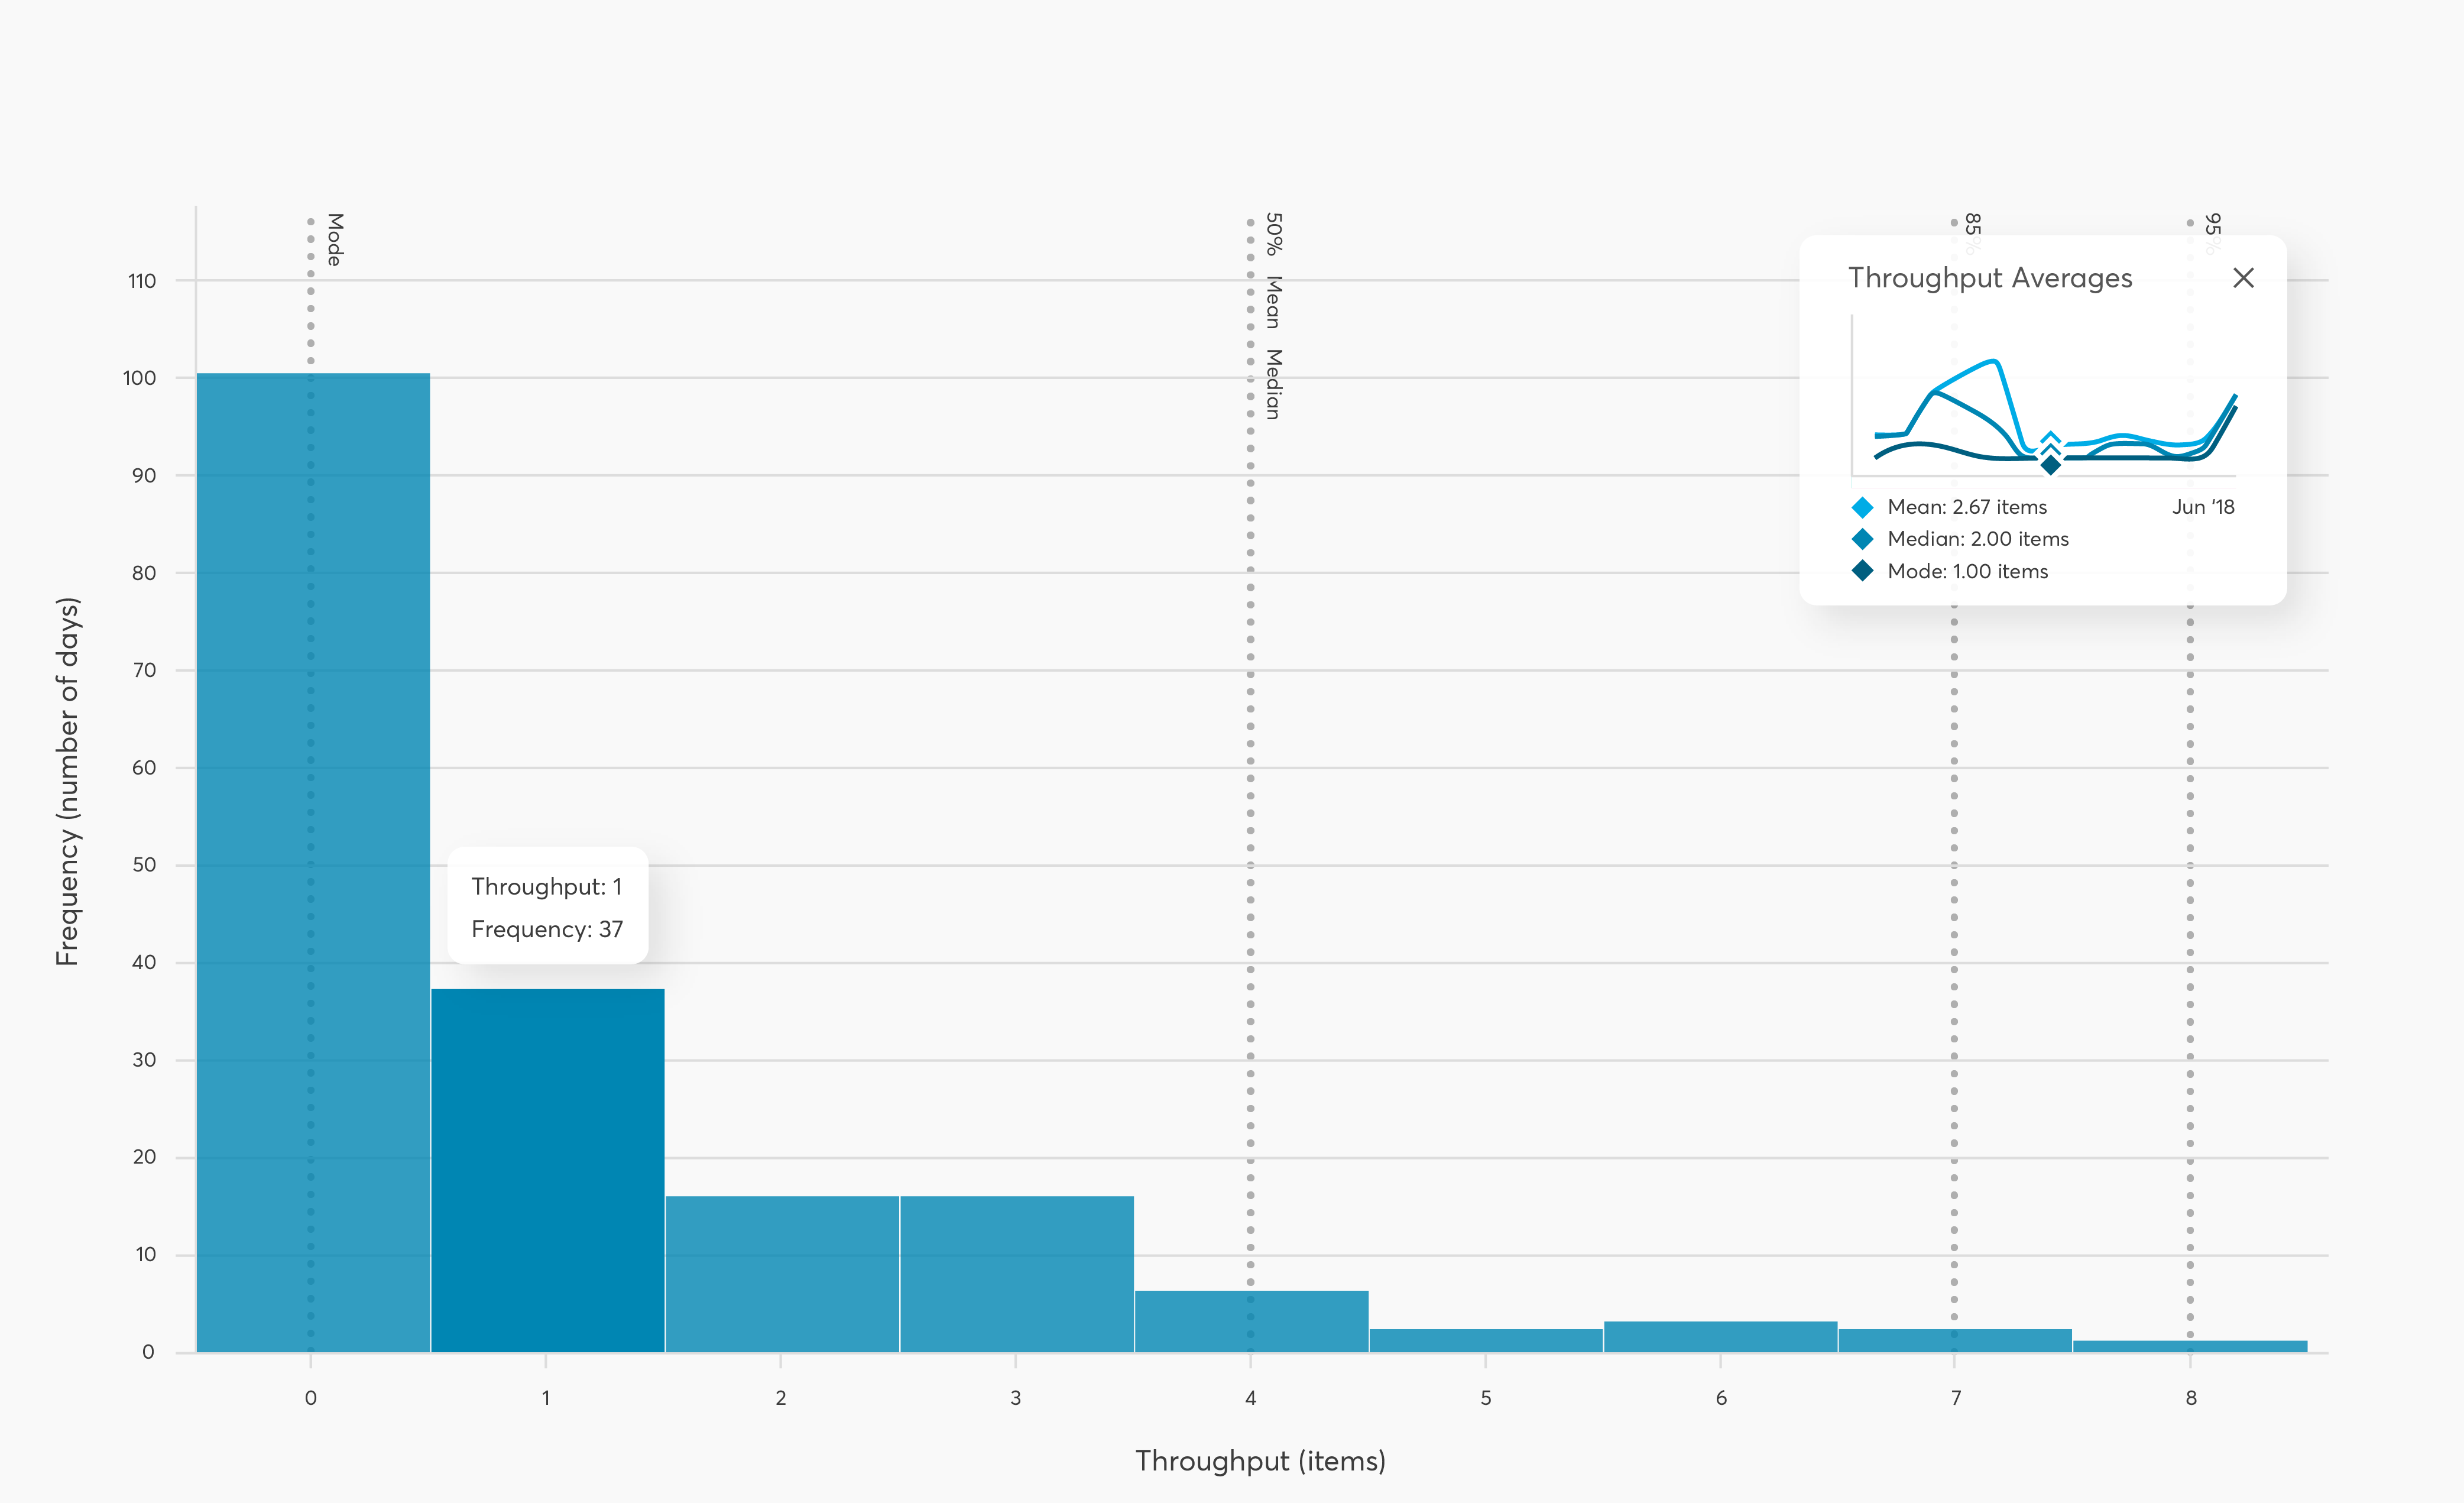 Mode
50% Mean Median
85%
95%
Throughput Averages
Mean: 2.67 items
Jun ‘18
Median: 2.00 items
Mode: 1.00 items
Throughput: 1
Frequency: 37
Frequency (number of days)
110
100
90
80
70
60
50
40
30
20
10
0
0 1 2 3 4 5 6 7 8
Throughput (items)